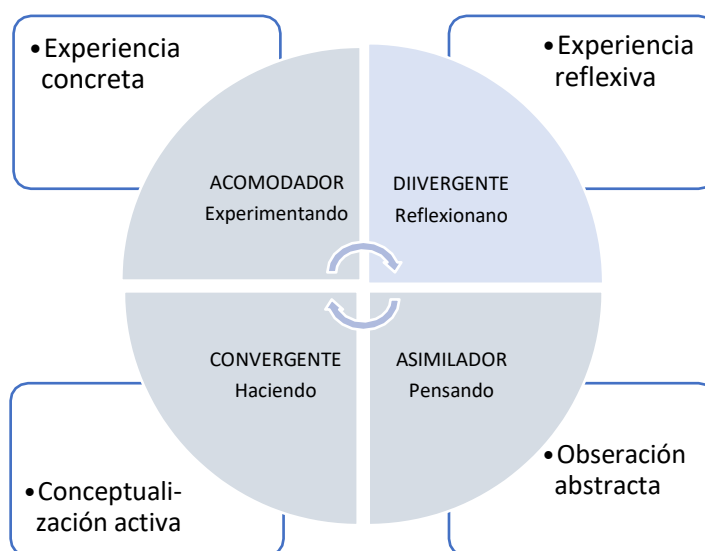 •Experiencia
concreta
•Experiencia
reflexiva
ACOMODADOR
Experimentando
DIIVERGENTE
Reflexionano
CONVERGENTE
Haciendo
ASIMILADOR
Pensando
•Conceptuali-
zación activa
•Obseración
abstracta